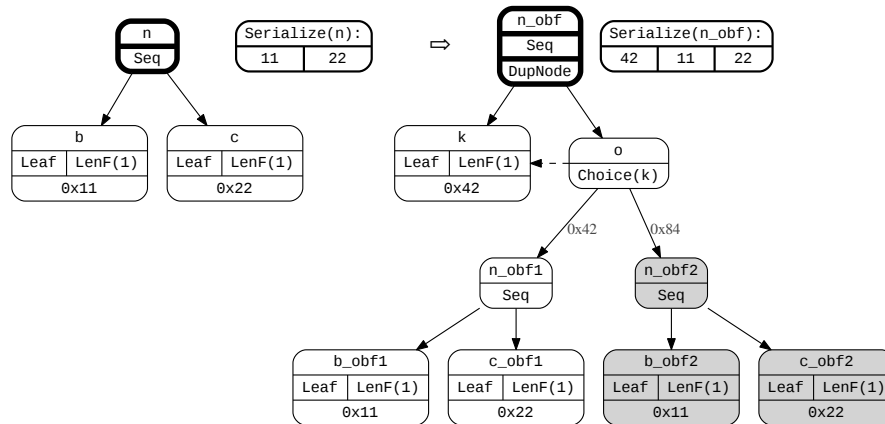 n
Seq
Serialize(n):
11 22
⇨
n_obf
Seq
DupNode
Serialize(n_obf):
42 11 22
b
Leaf LenF(1)
0x11
c
Leaf LenF(1)
0x22
k
Leaf LenF(1)
0x42
o
Choice(k)
0x42
0x84
n_obf1
Seq
n_obf2
Seq
b_obf1
Leaf LenF(1)
0x11
c_obf1
Leaf LenF(1)
0x22
b_obf2
Leaf LenF(1)
0x11
c_obf2
Leaf LenF(1)
0x22